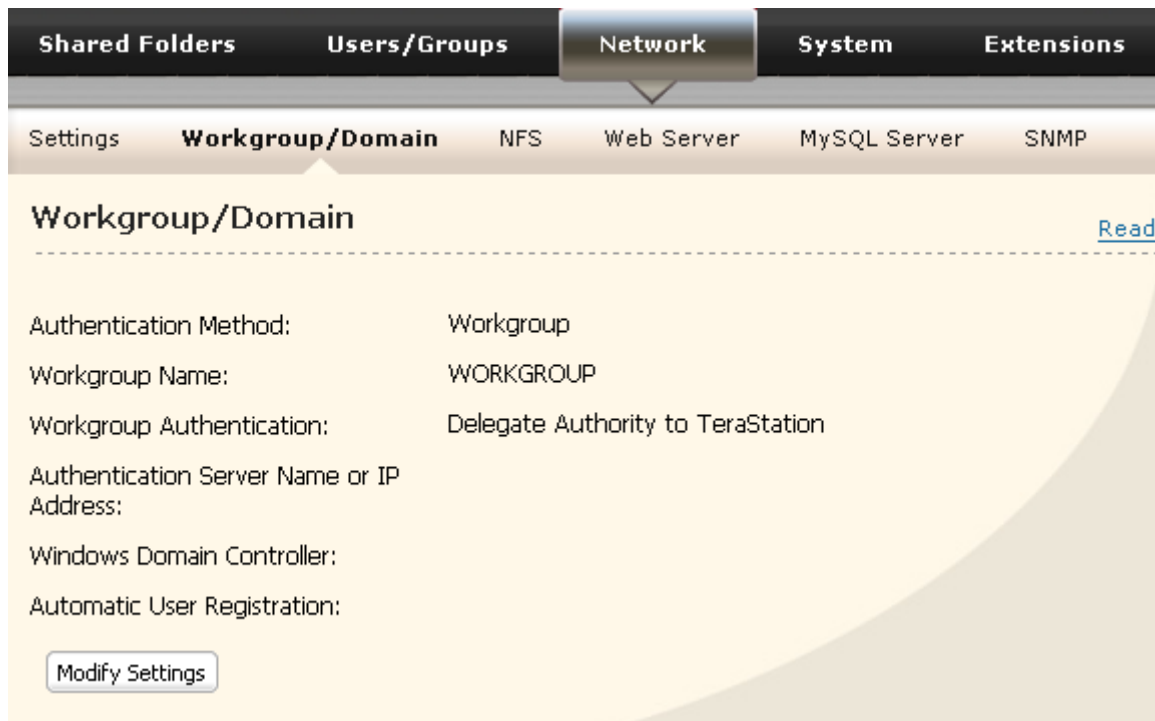 Shared Folders Users/Groups Network System Extensions
Settings Workgroup/Domain NFS Web Server MySQL Server SNMP
Workgroup/Domain
Read
Authentication Method: Workgroup
Workgroup Name: WORKGROUP
Workgroup Authentication: Delegate Authority to TeraStation
Authentication Server Name or IP
Address:
Windows Domain Controller:
Automatic User Registration:
Modify Settings